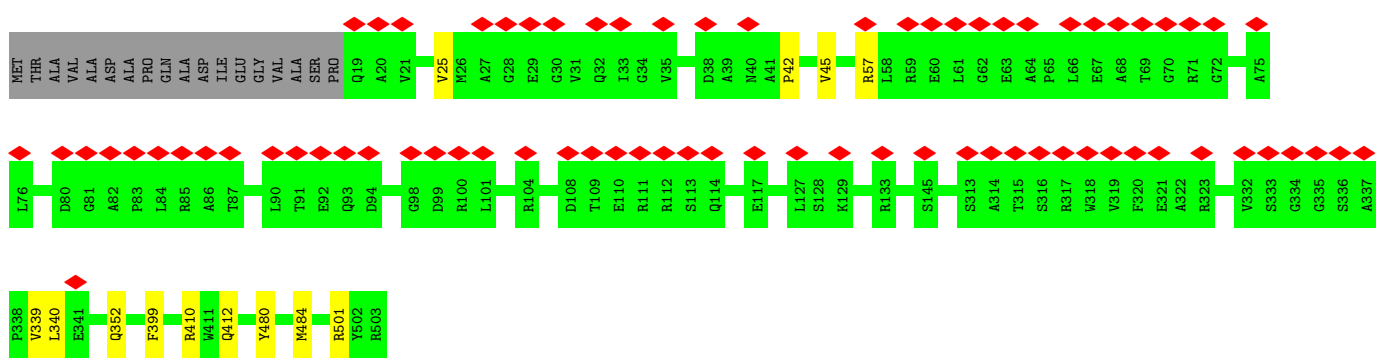 MET THR ALA VAL ALA ASP ALA PRO GLN ALA ASP ILE GLU GLY VAL ALA SER PRO Q19 A20 V21 V25 M26 A27 G28 E29 G30 V31 Q32 I33 G34 V35 D38 A39 N40 A41 P42 V45 R57 L58 R59 E60 L61 G62 E63 A64 P65 L66 E67 A68 T69 G70 R71 G72 A75
L76 D80 G81 A82 P83 L84 R85 A86 T87 L90 T91 E92 Q93 D94 G98 D99 R100 L101 R104 D108 T109 E110 R111 R112 S113 Q114 E117 L127 S128 K129 R133 S145 S313 A314 T315 S316 R317 W318 V319 F320 E321 A322 R323 V332 S333 G334 G335 S336 A337
P338 V339 L340 E341 Q352 F399 R410 W411 Q412 Y480 M484 R501 Y502 R503